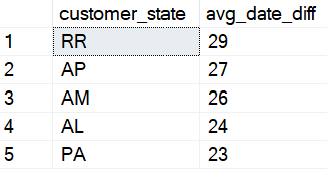 customer_state avg_date_diff
1 RR 29
2 AP 27
3 AM 26
4 AL 24
5 PA 23